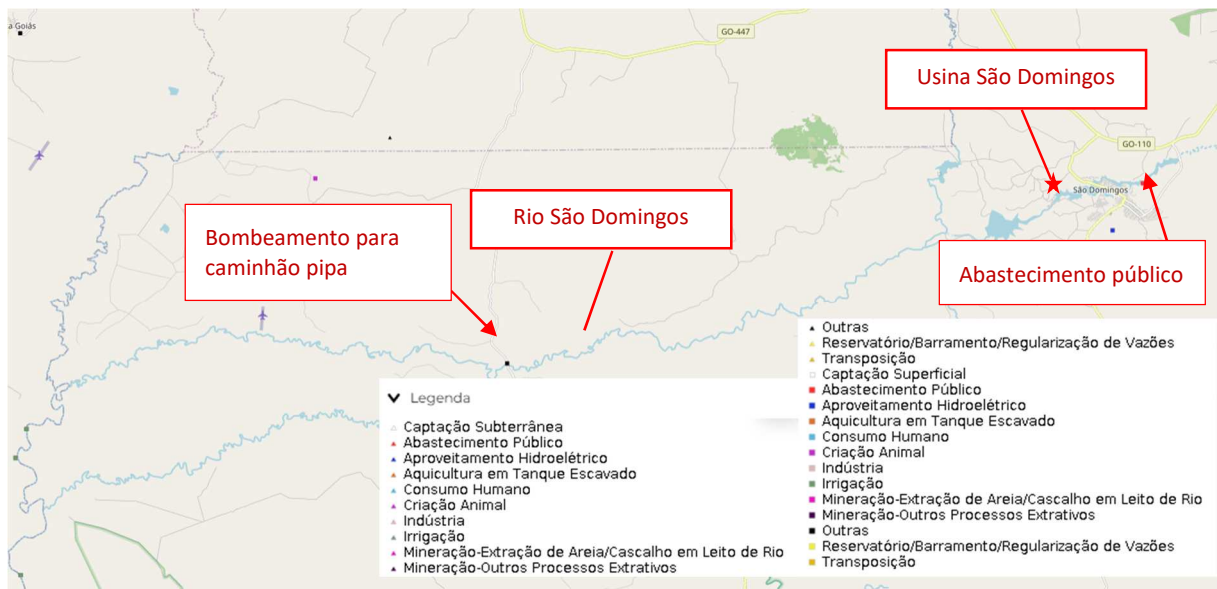 a Goiás
GO-447
Usina São Domingos
GO-110
São Domingos
Rio São Domingos
Bombeamento para
caminhão pipa
Abastecimento público
Legenda
Captação Subterrânea
Abastecimento Público
Aproveitamento Hidroelétrico
Aquicultura em Tanque Escavado
Consumo Humano
Criação Animal
Indústria
Irrigação
Mineração-Extração de Areia/Cascalho em Leito de Rio
Mineração-Outros Processos Extrativos
Outras
Reservatório/Barramento/Regularização de Vazões
Transposição
Captação Superficial
Abastecimento Público
Aproveitamento Hidroelétrico
Aquicultura em Tanque Escavado
Consumo Humano
Criação Animal
Indústria
Irrigação
Mineração-Extração de Areia/Cascalho em Leito de Rio
Mineração-Outros Processos Extrativos
Outras
Reservatório/Barramento/Regularização de Vazões
Transposição